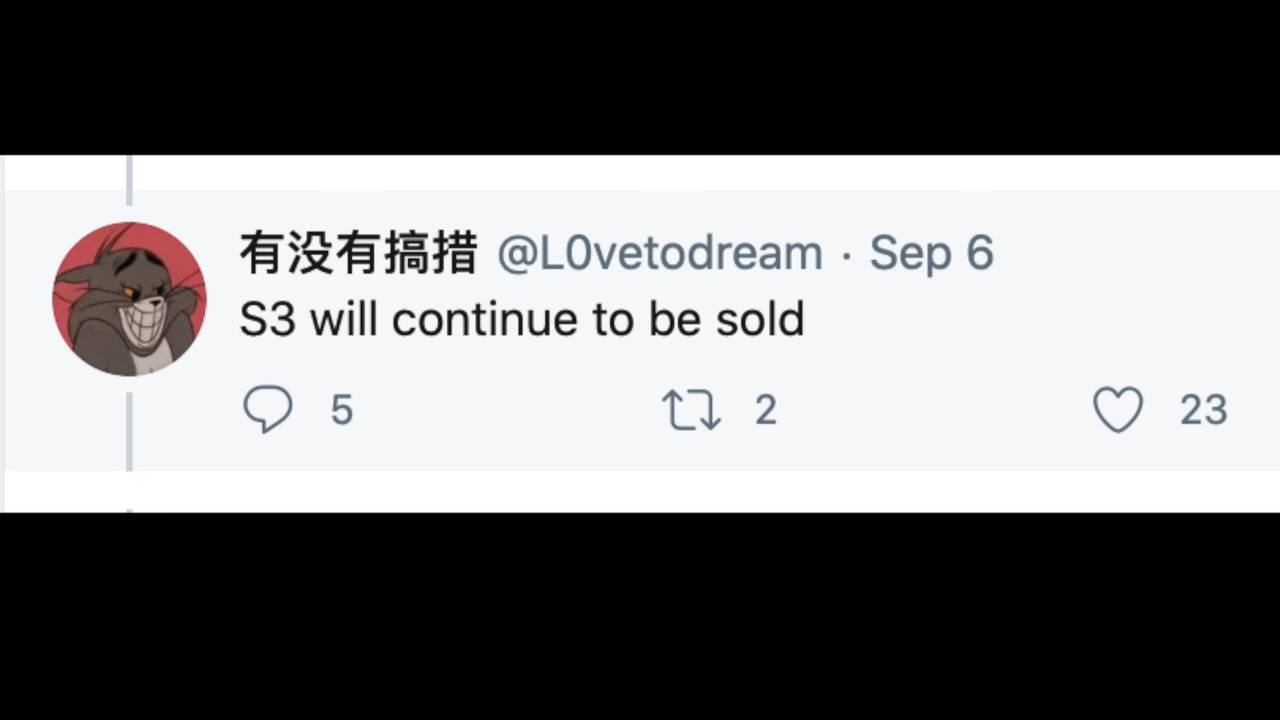 有没有搞措 @L0vetodream · Sep 6
S3 will continue to be sold
5 2 23